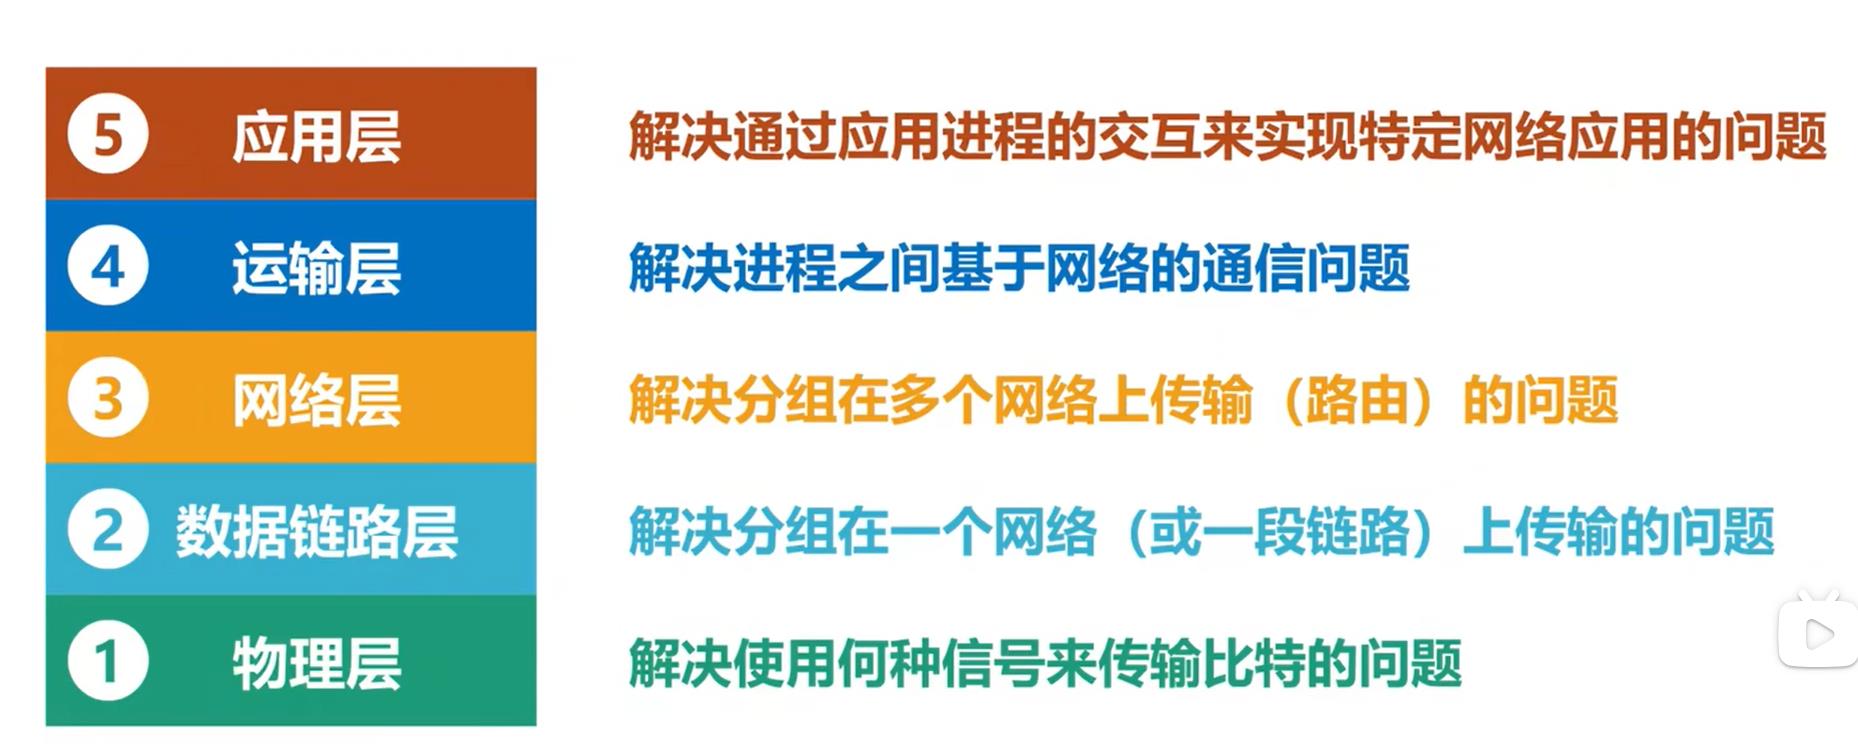 5 应用层 解决通过应用进程的交互来实现特定网络应用的问题
4 运输层 解决进程之间基于网络的通信问题
3 网络层 解决分组在多个网络上传输（路由）的问题
2 数据链路层 解决分组在一个网络（或一段链路）上传输的问题
1 物理层 解决使用何种信号来传输比特的问题